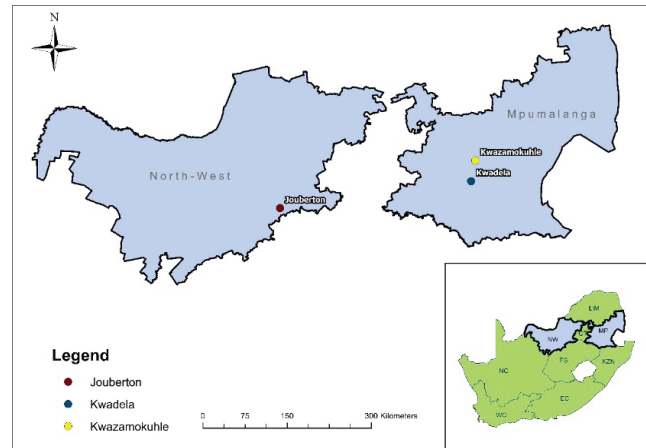 N
Mpumalanga
Kwazamokuhle
Kwadela
North-West
Jouberton
LIM
NW
MP
FS
KZN
NC
EC
WC
Legend
Jouberton
Kwadela
Kwazamokuhle
0 75 150 300 Kilometers